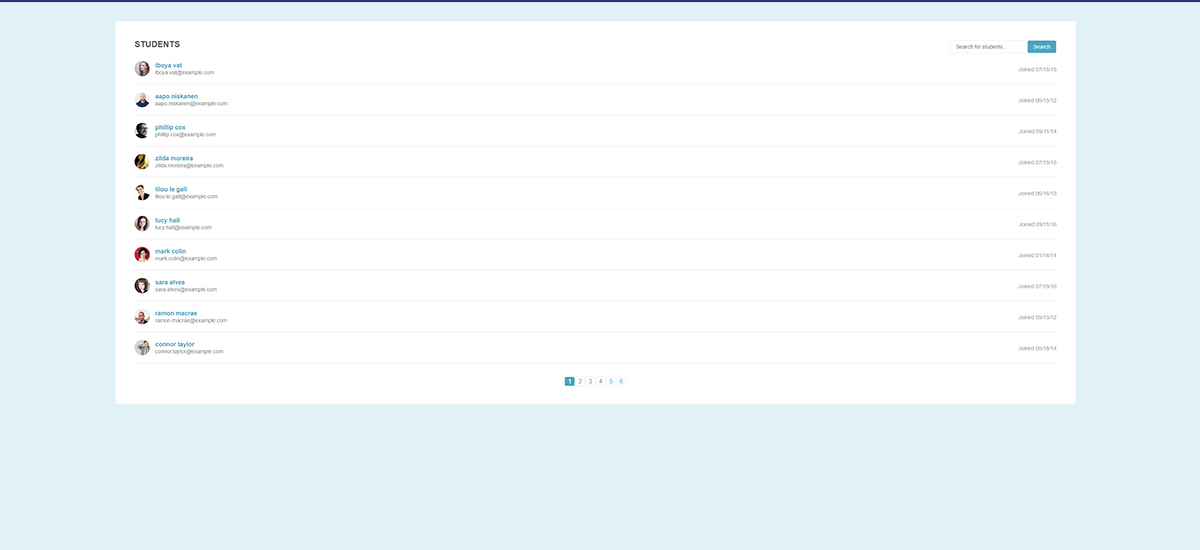 STUDENTS
Search for students...
Search
iboya vat
iboya.vat@example.com
Joined 07/15/15
aapo niskanen
aapo.niskanen@example.com
Joined 06/15/12
phillip cox
phillip.cox@example.com
Joined 09/11/14
zilda moreira
zilda.moreira@example.com
Joined 07/15/15
lilou le gall
lilou.le gall@example.com
Joined 06/16/13
lucy hall
lucy.hall@example.com
Joined 09/11/16
mark colin
mark.colin@example.com
Joined 01/14/14
sara alves
sara.alves@example.com
Joined 07/19/16
ramon macrae
ramon.macrae@example.com
Joined 05/13/12
connor taylor
connor.taylor@example.com
Joined 05/18/14
1 2 3 4 5 6